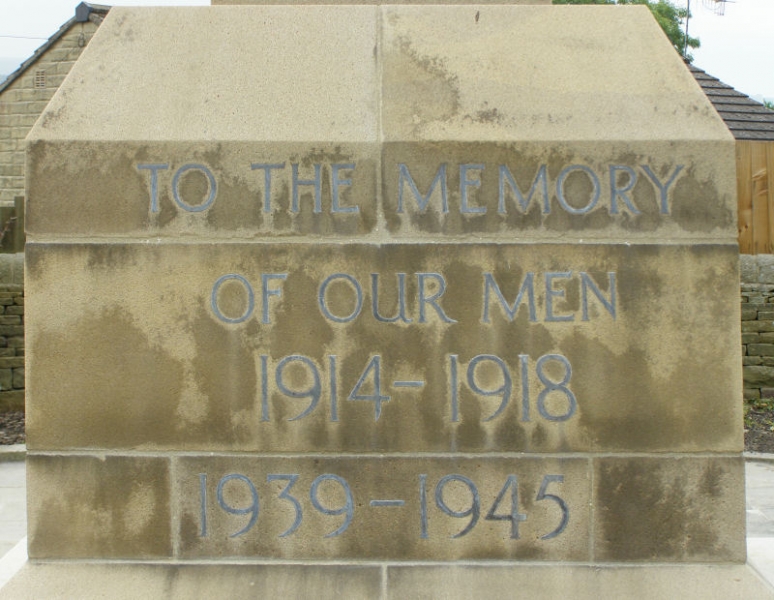 TO THE MEMORY
OF OUR MEN
1914-1918
1939-1945